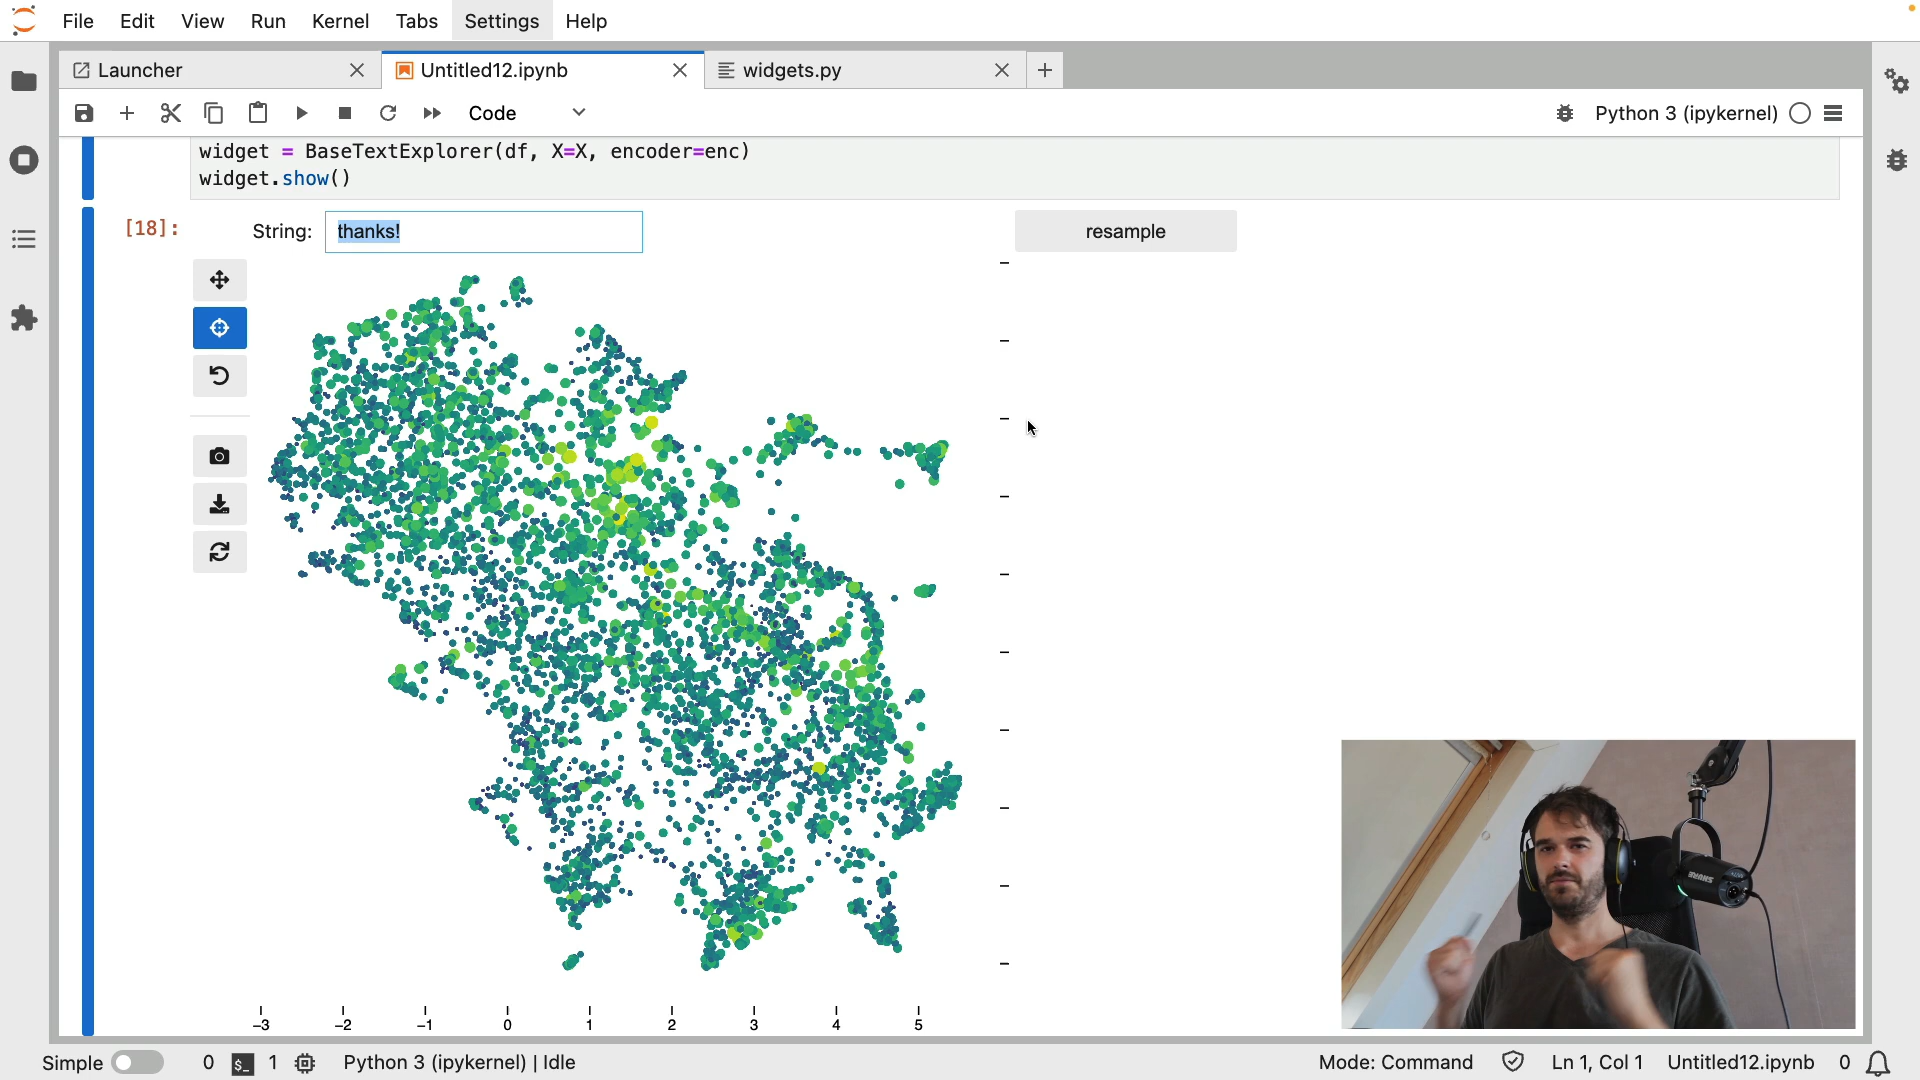 File Edit View Run Kernel Tabs Settings Help
Launcher
Untitled12.ipynb
widgets.py
Code
Python 3 (ipykernel)
widget = BaseTextExplorer(df, X=X, encoder=enc)
widget.show()
[18]:
String:
thanks!
resample
-3 -2 -1 0 1 2 3 4 5
Simple 0 $_ 1 Python 3 (ipykernel) | Idle
Mode: Command Ln 1, Col 1 Untitled12.ipynb 0